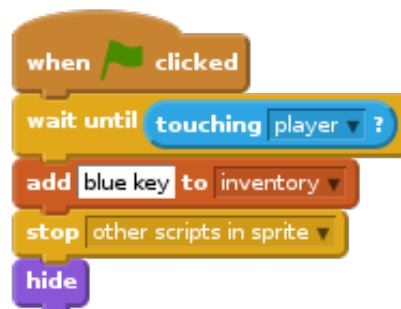 when clicked
wait until touching player ?
add blue key to inventory
stop other scripts in sprite
hide